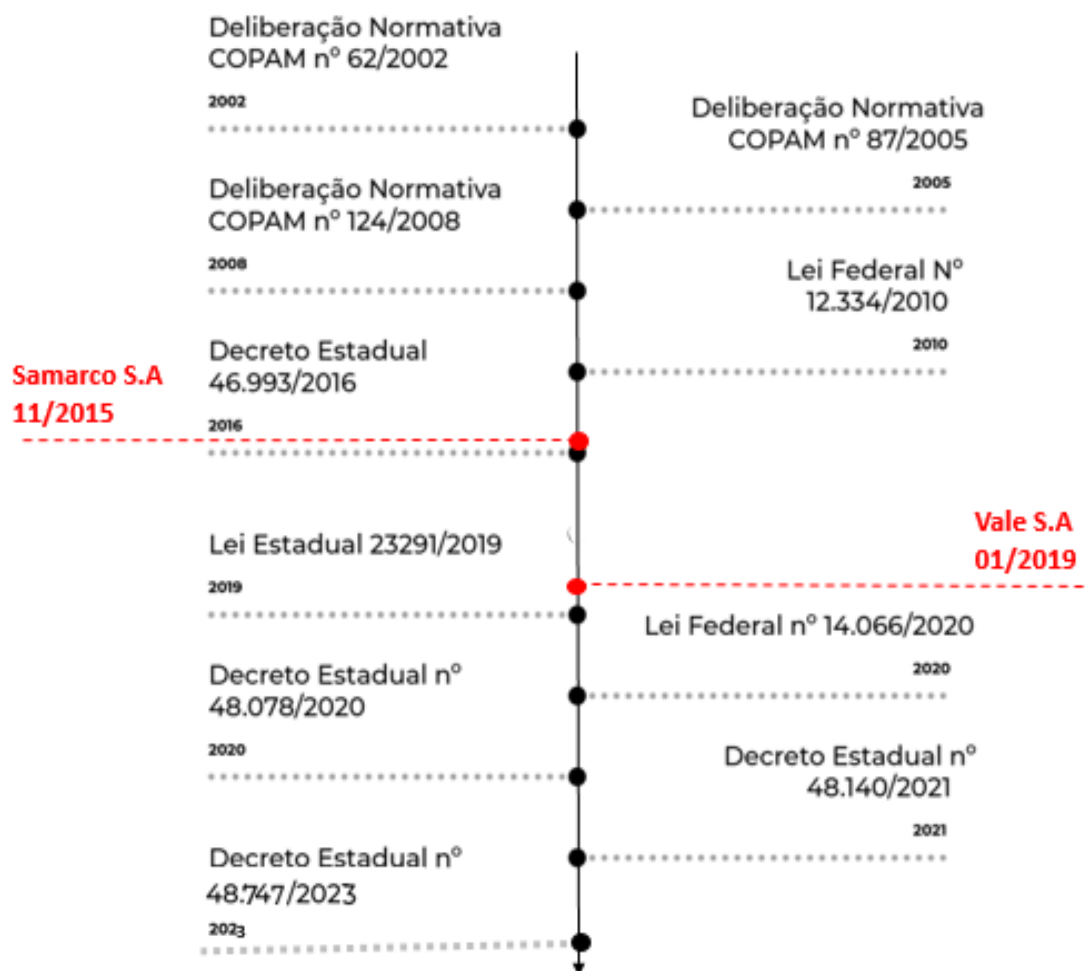 Deliberação Normativa
COPAM nº 62/2002
2002
Deliberação Normativa
COPAM nº 87/2005
2005
Deliberação Normativa
COPAM nº 124/2008
2008
Lei Federal Nº
12.334/2010
2010
Decreto Estadual
46.993/2016
2016
Samarco S.A
11/2015
Lei Estadual 23291/2019
2019
Vale S.A
01/2019
Lei Federal nº 14.066/2020
2020
Decreto Estadual nº
48.078/2020
2020
Decreto Estadual nº
48.140/2021
2021
Decreto Estadual nº
48.747/2023
2023